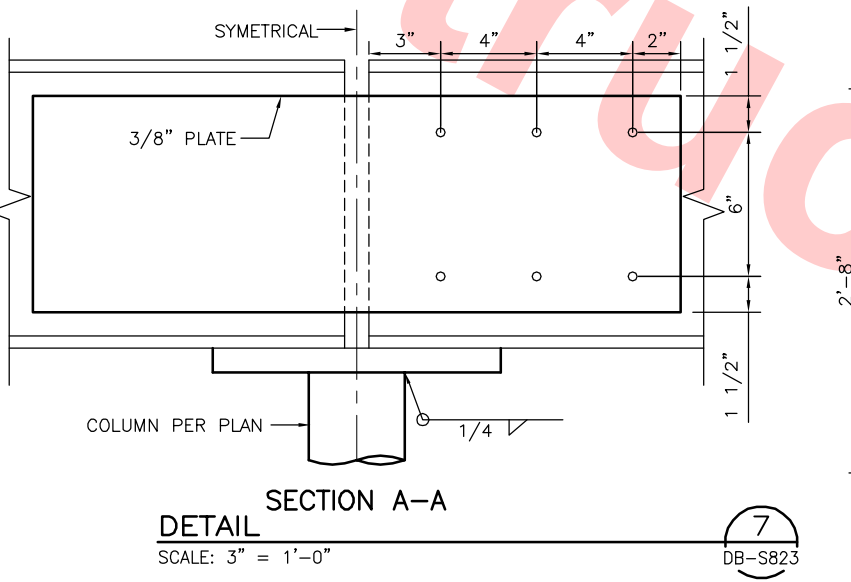 SYMETRICAL
3" 4" 4" 2"
1 1/2"
3/8" PLATE
6"
2'-8"
1 1/2"
COLUMN PER PLAN
1/4
SECTION A-A
DETAIL
SCALE: 3" = 1'-0"
7
DB-S823
truc